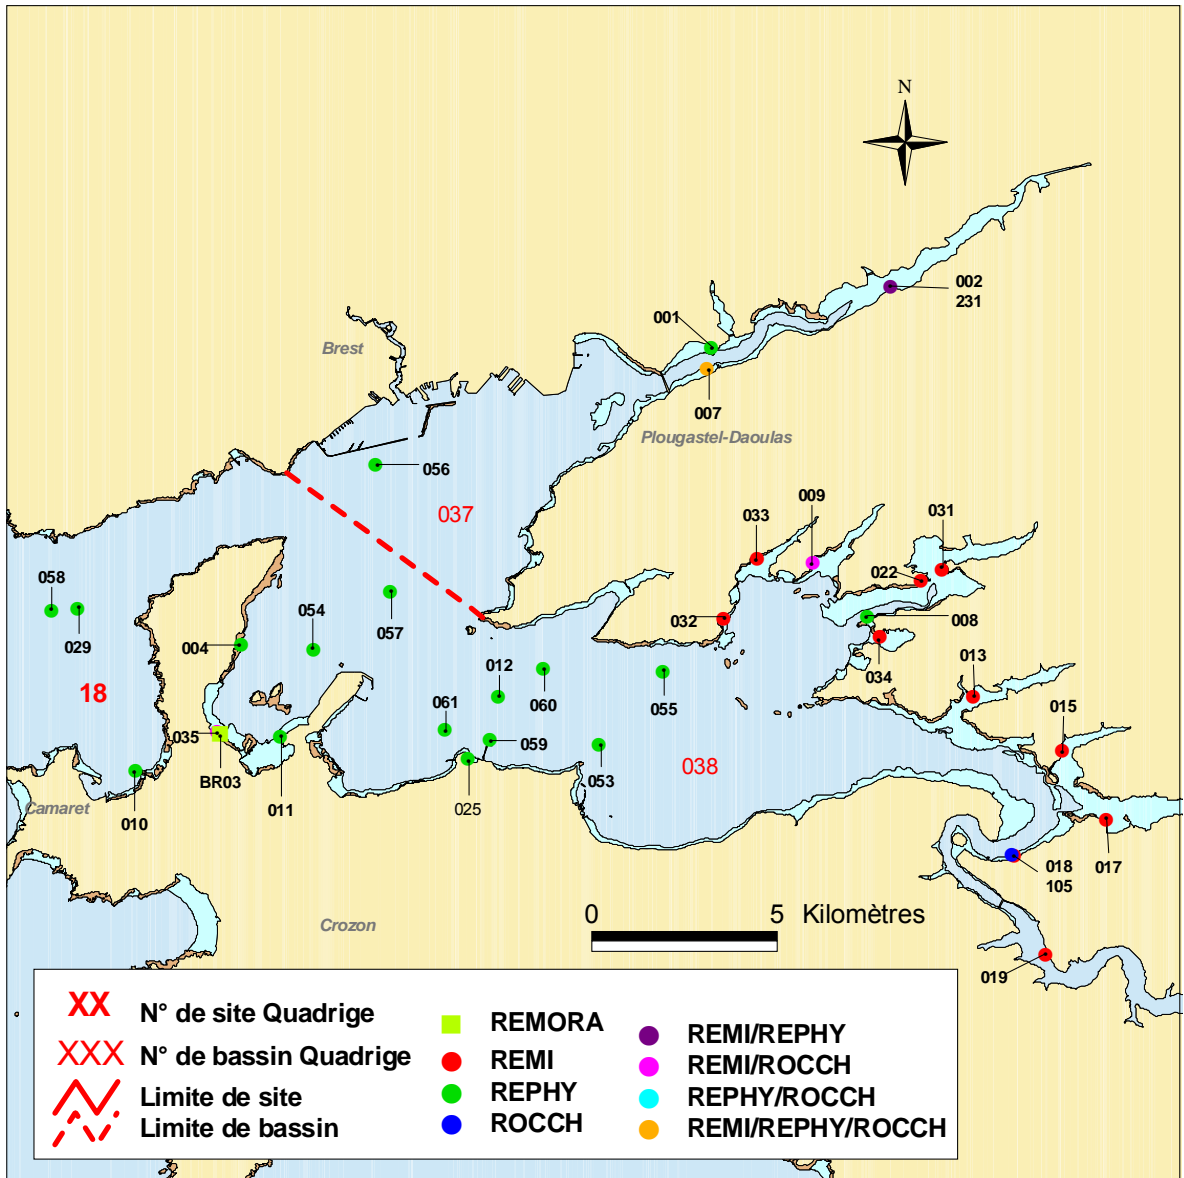 N
002
231
001
Brest
007
Plougastel-Daoulas
056
037
009
033
031
022
058
029
054
057
004
032
008
012
034
013
18
060
055
015
061
035
059
038
BR03
053
Camaret
010
011
025
017
018
105
0 5 Kilomètres
Crozon
019
XX N° de site Quadrige
XXX N° de bassin Quadrige
Limite de site
Limite de bassin
REMORA
REMI
REPHY
ROCCH
REMI/REPHY
REMI/ROCCH
REPHY/ROCCH
REMI/REPHY/ROCCH